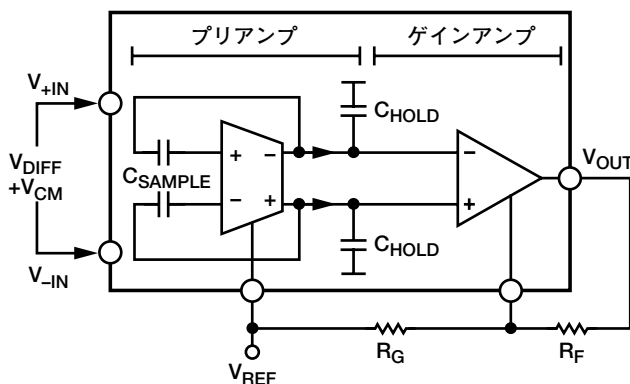 プリアンプ
ゲインアンプ
V+IN
CHOLD
VOUT
VDIFF
+VCM
+
−
−
CSAMPLE
−
+
+
CHOLD
V–IN
RG
RF
VREF